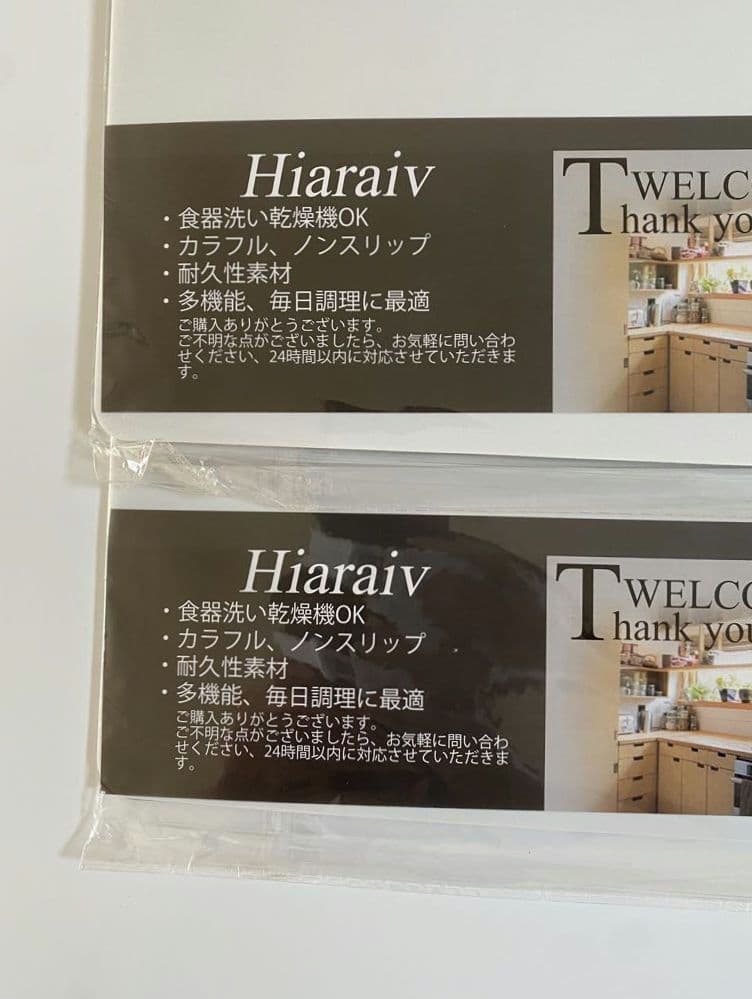 Hiaraiv
・食器洗い乾燥機OK
・カラフル、ノンスリップ
・耐久性素材
・多機能、毎日調理に最適
ご購入ありがとうございます。
ご不明な点がございましたら、お気軽に問い合わ
せください、24時間以内に対応させていただきま
す。
TWELC
hank yo
Hiaraiv
・食器洗い乾燥機OK
・カラフル、ノンスリップ
・耐久性素材
・多機能、毎日調理に最適
ご購入ありがとうございます。
ご不明な点がございましたら、お気軽に問い合わ
せください、24時間以内に対応させていただきま
す。
TWELCO
hank you